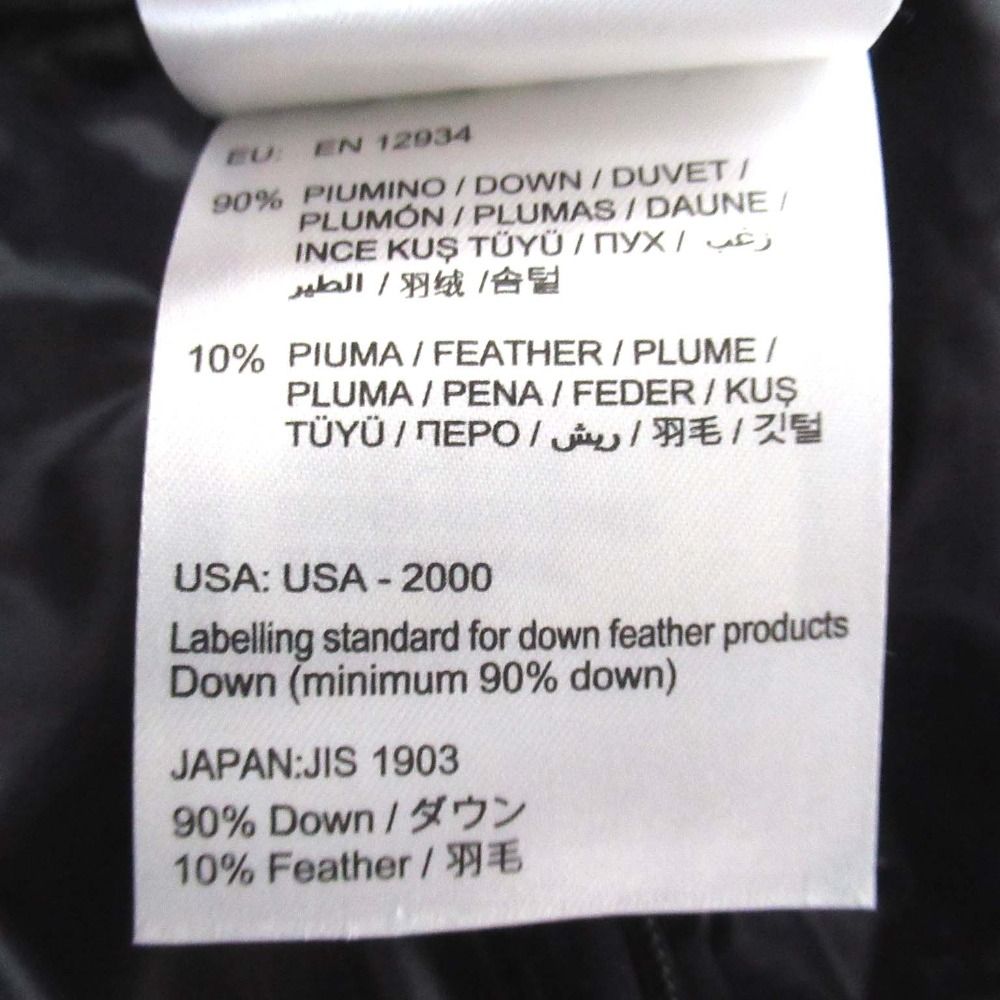 EU: EN 12934
90% PIUMINO / DOWN / DUVET /
PLUMÓN / PLUMAS / DAUNE /
INCE KUŞ TÜYÜ / ПУХ / زغب
الطير / 羽绒 /솜털
10% PIUMA / FEATHER / PLUME /
PLUMA / PENA / FEDER / KUŞ
TÜYÜ / ПЕРО / ريش / 羽毛 / 깃털
USA: USA - 2000
Labelling standard for down feather products
Down (minimum 90% down)
JAPAN:JIS 1903
90% Down / ダウン
10% Feather / 羽毛